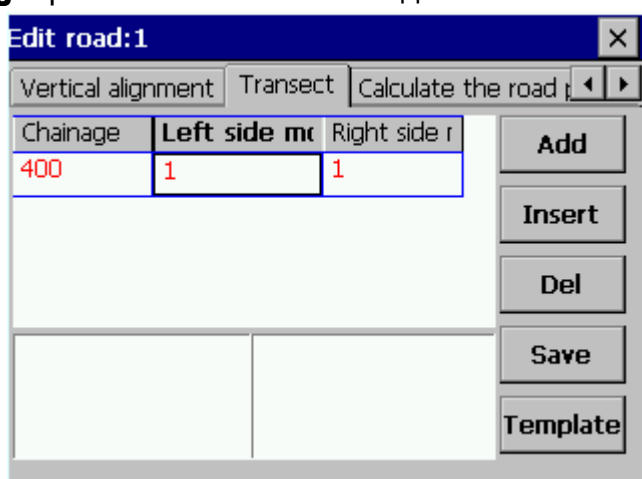 Edit road:1
Vertical alignment Transect Calculate the road
Chainage Left side Right side
400 1 1
Add
Insert
Del
Save
Template